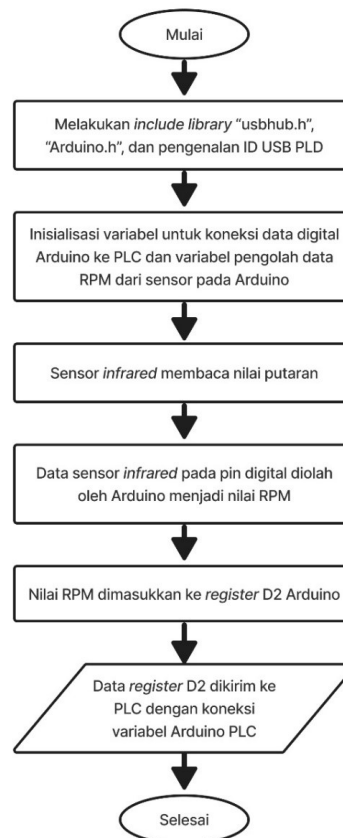 Mulai
Melakukan include library “usbhub.h”,
“Arduino.h”, dan pengenalan ID USB PLD
Inisialisasi variabel untuk koneksi data digital
Arduino ke PLC dan variabel pengolah data
RPM dari sensor pada Arduino
Sensor infrared membaca nilai putaran
Data sensor infrared pada pin digital diolah
oleh Arduino menjadi nilai RPM
Nilai RPM dimasukkan ke register D2 Arduino
Data register D2 dikirim ke
PLC dengan koneksi
variabel Arduino PLC
Selesai